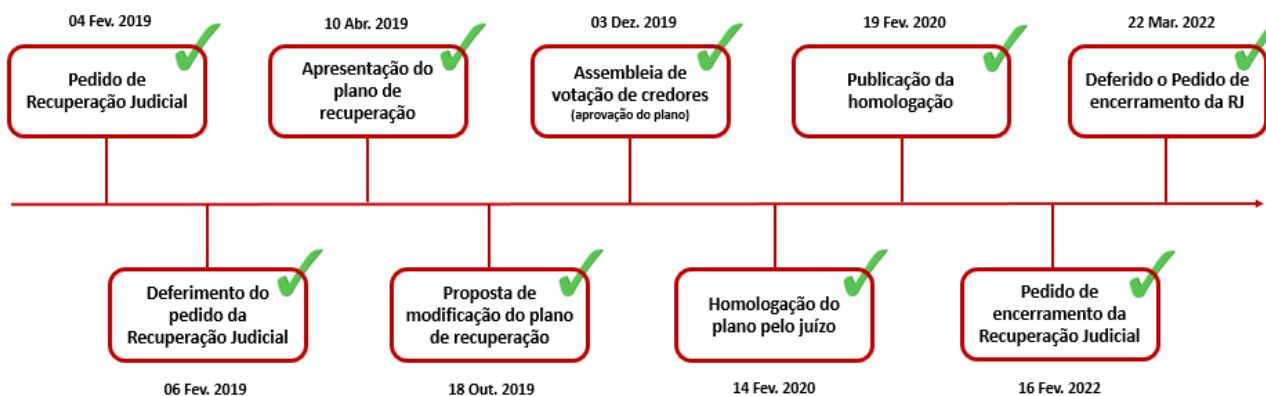 04 Fev. 2019
Pedido de
Recuperação Judicial
10 Abr. 2019
Apresentação do
plano de
recuperação
03 Dez. 2019
Assembleia de
votação de credores
(aprovação do plano)
19 Fev. 2020
Publicação da
homologação
22 Mar. 2022
Deferido o Pedido de
encerramento da RJ
Deferimento do
pedido da
Recuperação Judicial
06 Fev. 2019
Proposta de
modificação do plano
de recuperação
18 Out. 2019
Homologação do
plano pelo juízo
14 Fev. 2020
Pedido de
encerramento da
Recuperação Judicial
16 Fev. 2022